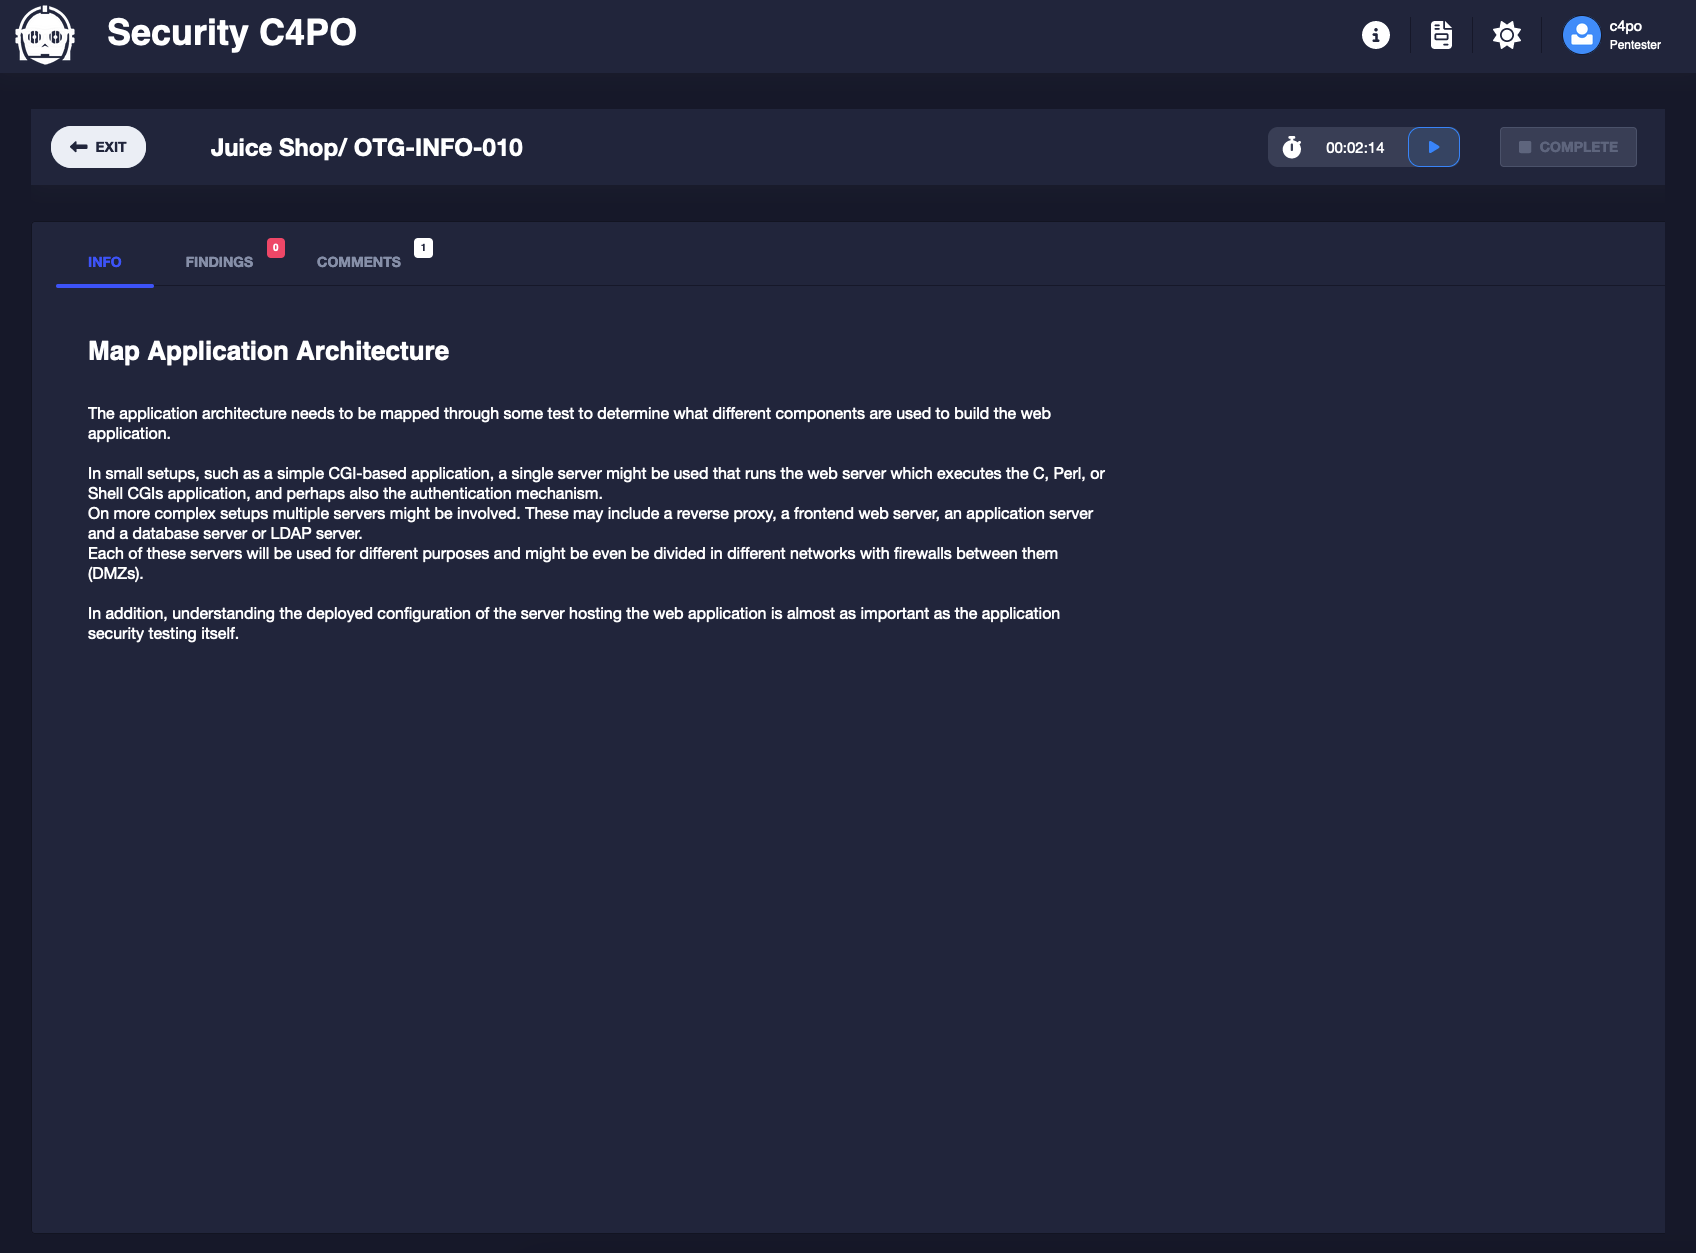 Security C4PO
c4po
Pentester
EXIT
Juice Shop/ OTG-INFO-010
00:02:14
COMPLETE
INFO
FINDINGS
0
COMMENTS
1
Map Application Architecture
The application architecture needs to be mapped through some test to determine what different components are used to build the web
application.
In small setups, such as a simple CGI-based application, a single server might be used that runs the web server which executes the C, Perl, or
Shell CGIs application, and perhaps also the authentication mechanism.
On more complex setups multiple servers might be involved. These may include a reverse proxy, a frontend web server, an application server
and a database server or LDAP server.
Each of these servers will be used for different purposes and might be even be divided in different networks with firewalls between them
(DMZs).
In addition, understanding the deployed configuration of the server hosting the web application is almost as important as the application
security testing itself.